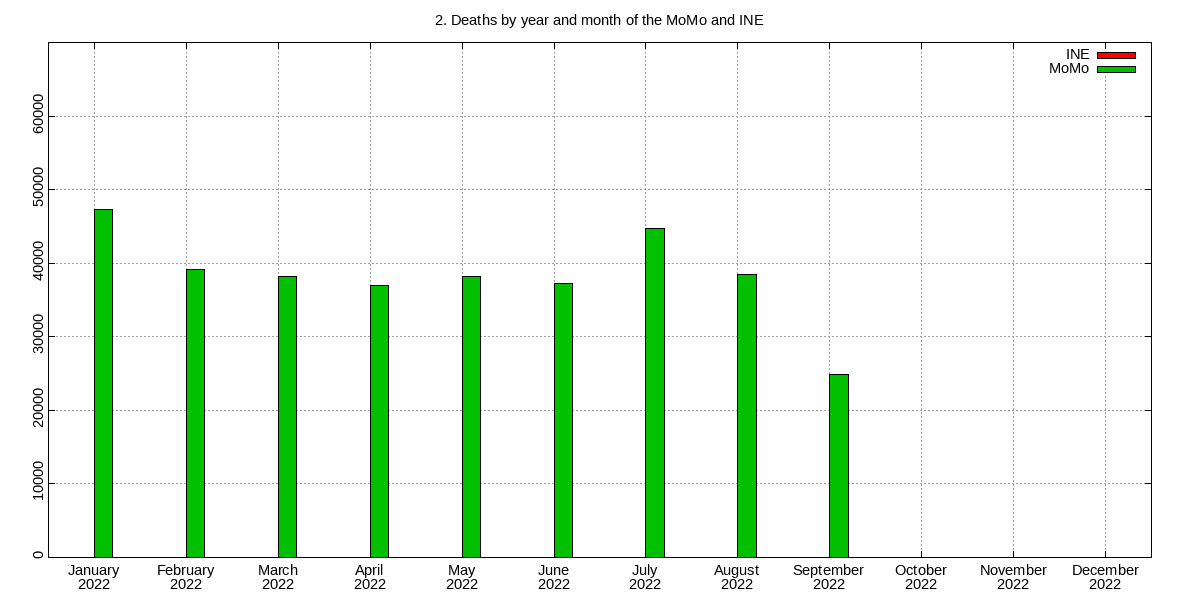 2. Deaths by year and month of the MoMo and INE
INE
MoMo
60000
50000
40000
30000
20000
10000
0
January February March April May June July August September October November December
2022 2022 2022 2022 2022 2022 2022 2022 2022 2022 2022 2022